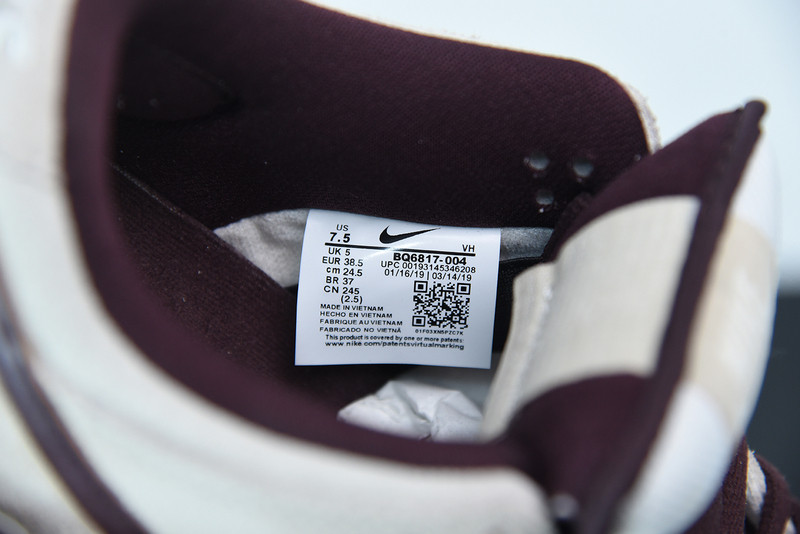 US
7.5
VH
UK 5
BQ6817-004
EUR 38.5
UPC 00193145346208
cm 24.5
01/16/19 | 03/14/19
BR 37
CN 245
(2.5)
MADE IN VIETNAM
HECHO EN VIETNAM
FABRIQUE AU VIETNAM
FABRICADO NO VIETNÃ
01F03XN5FZC7K
This product is covered by one or more patents:
www.nike.com/patentsvirtualmarking